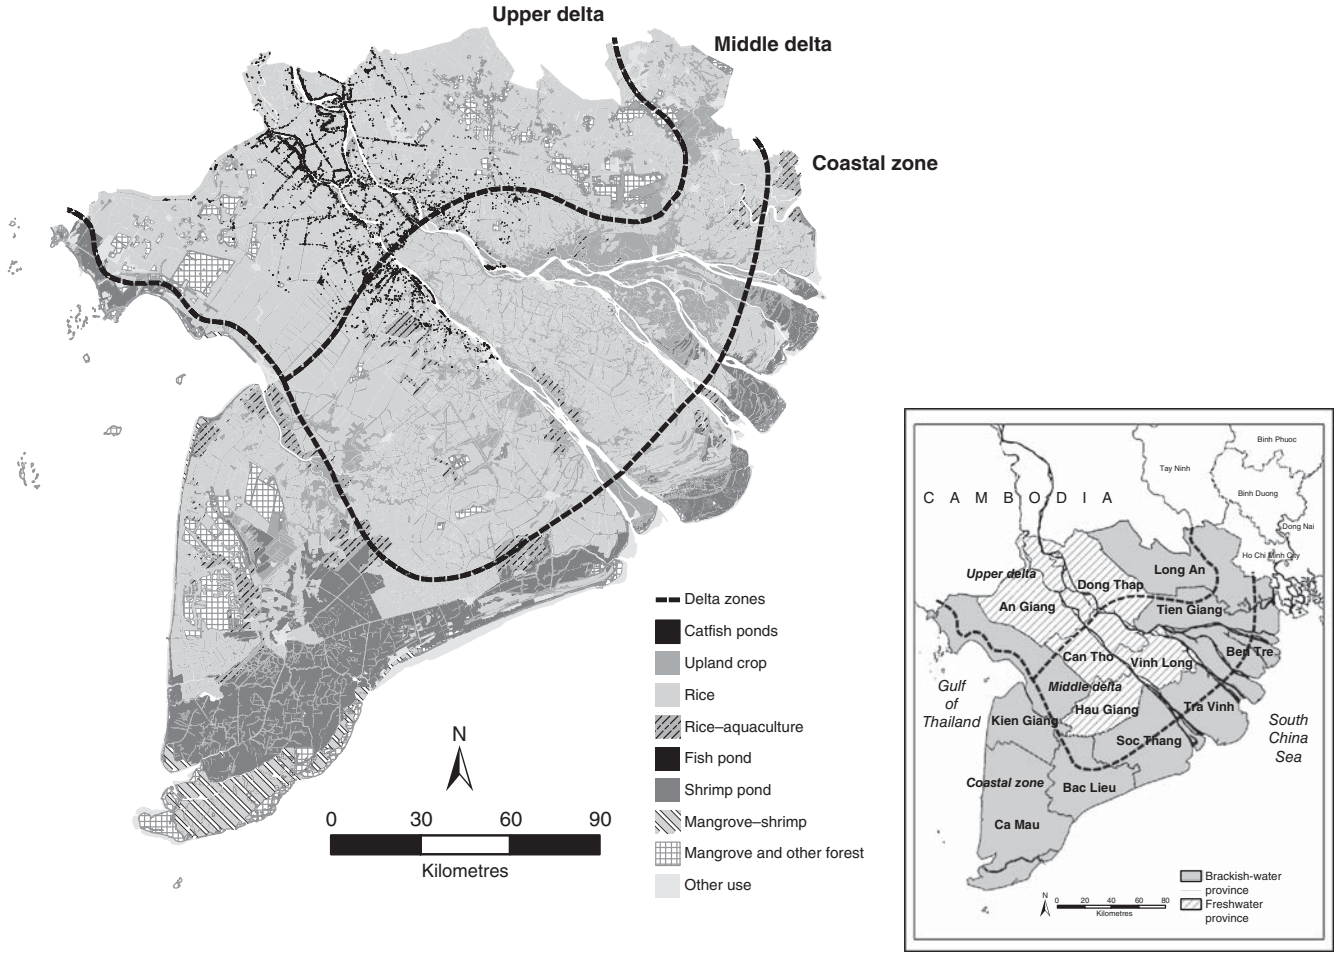 Upper delta
Middle delta
Coastal zone
Delta zones
Catfish ponds
Upland crop
Rice
Rice–aquaculture
Fish pond
Shrimp pond
Mangrove–shrimp
Mangrove and other forest
Other use
N
0 30 60 90
Kilometres
Binh Phuoc
Tay Ninh
Binh Duong
CAMBODIA
Dong Nai
Ho Chi Minh City
Long An
Upper delta
Dong Thap
An Giang
Tien Giang
Ben Tre
Can Tho
Vinh Long
Middle delta
Gulf
of
Thailand
Hau Giang
Tra Vinh
Kien Giang
South
China
Sea
Soc Thang
Coastal zone
Bac Lieu
Ca Mau
Brackish-water
province
Freshwater
province
N
0 20 40 60 80
Kilometres